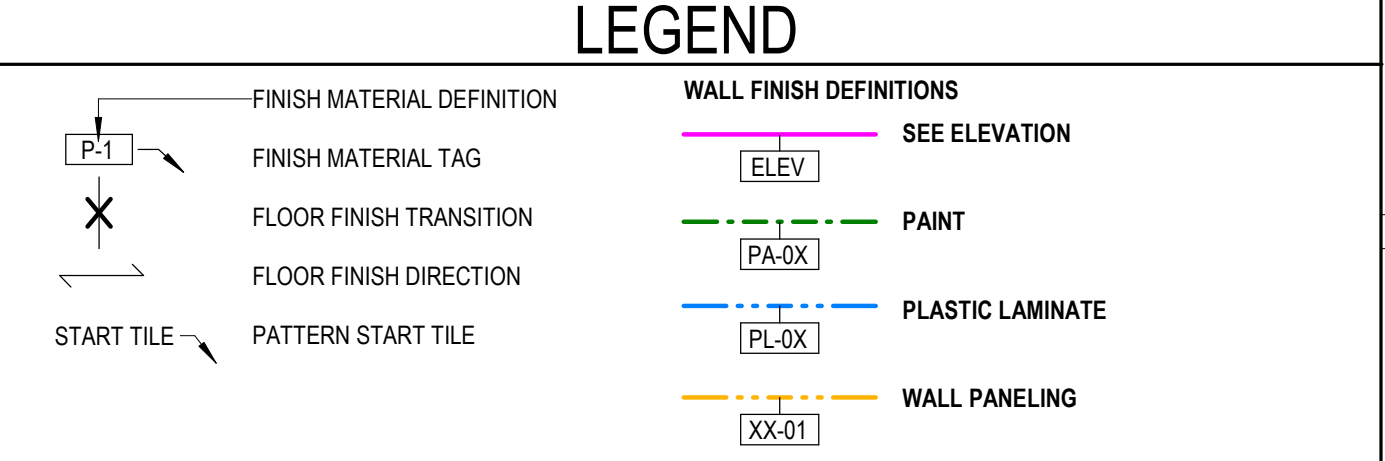 LEGEND
FINISH MATERIAL DEFINITION
P-1
FINISH MATERIAL TAG
FLOOR FINISH TRANSITION
FLOOR FINISH DIRECTION
START TILE
PATTERN START TILE
WALL FINISH DEFINITIONS
SEE ELEVATION
ELEV
PAINT
PA-0X
PLASTIC LAMINATE
PL-0X
WALL PANELING
XX-01